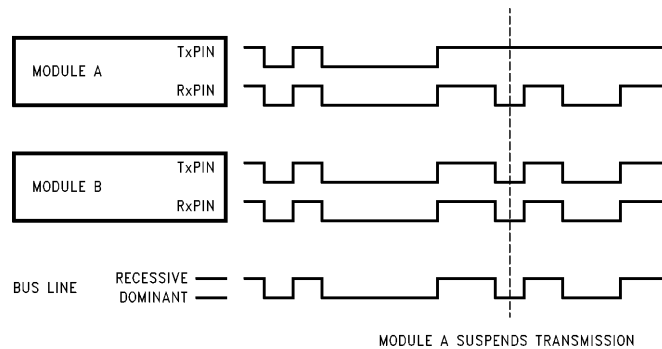 TxPIN
MODULE A
RxPIN
TxPIN
MODULE B
RxPIN
BUS LINE
RECESSIVE
DOMINANT
MODULE A SUSPENDS TRANSMISSION